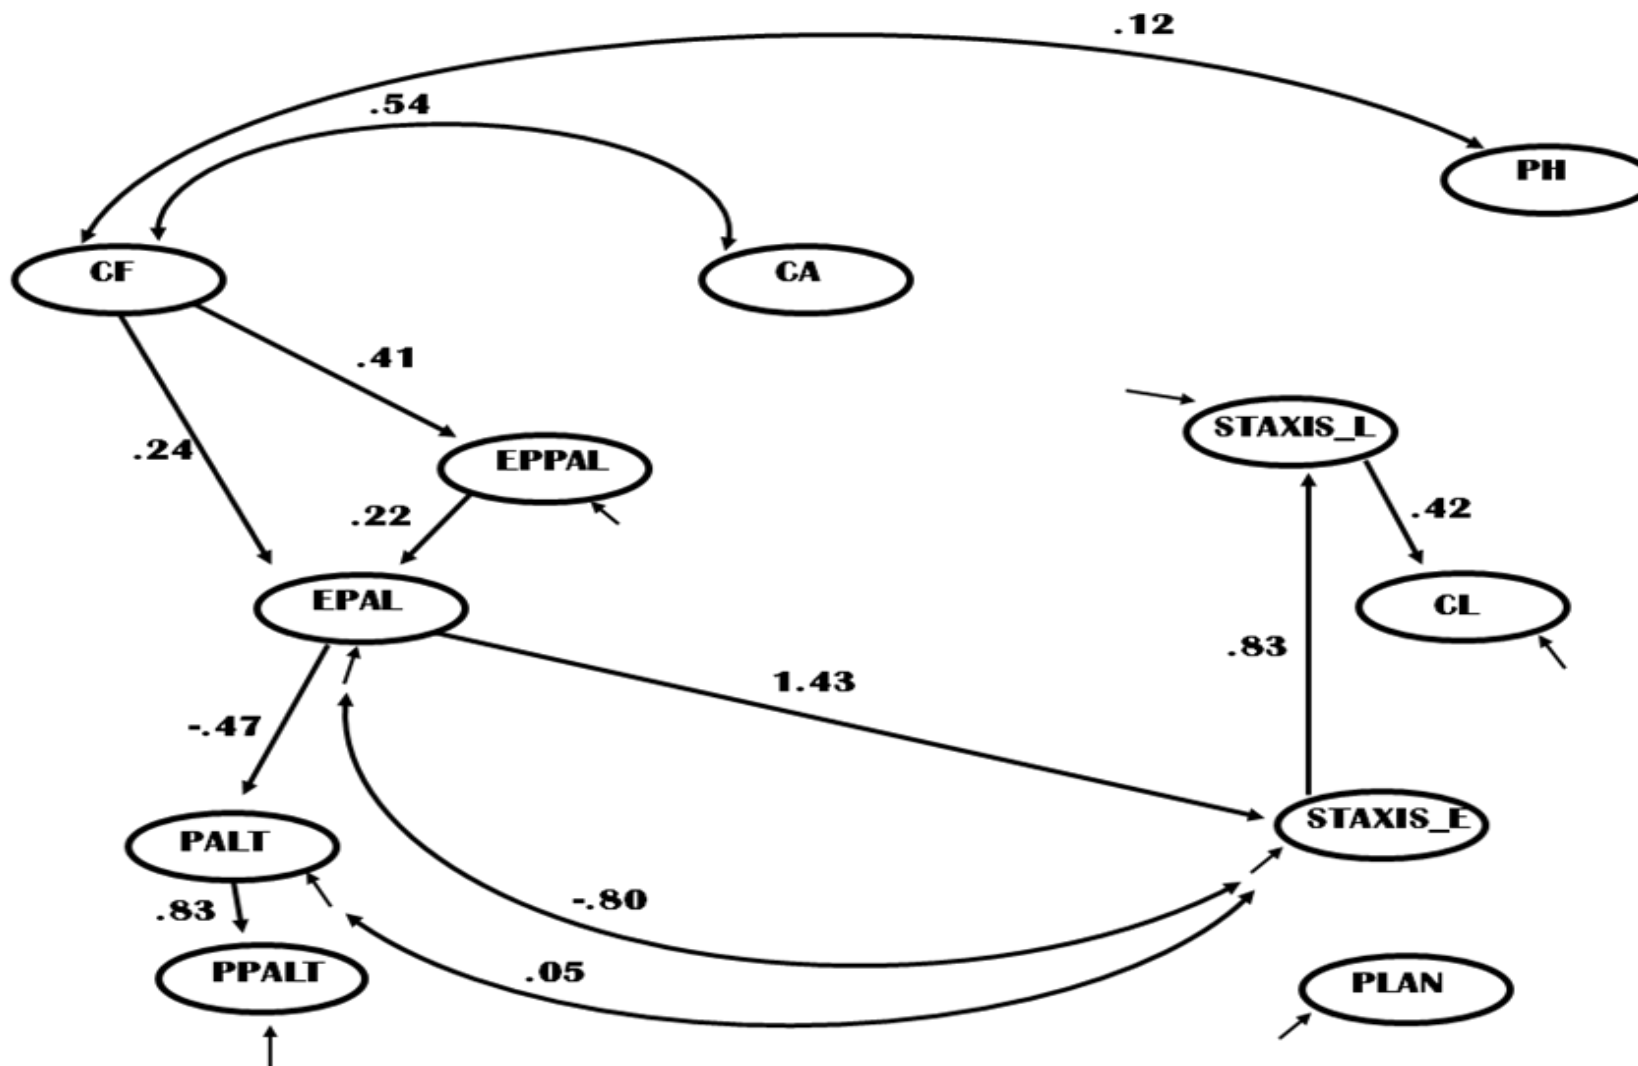 .12
.54
PH
CF
CA
.41
STAXIS_L
.24
EPPAL
.42
.22
EPAL
CL
.83
1.43
-.47
STAXIS_E
PALT
-.80
.83
.05
PPALT
PLAN